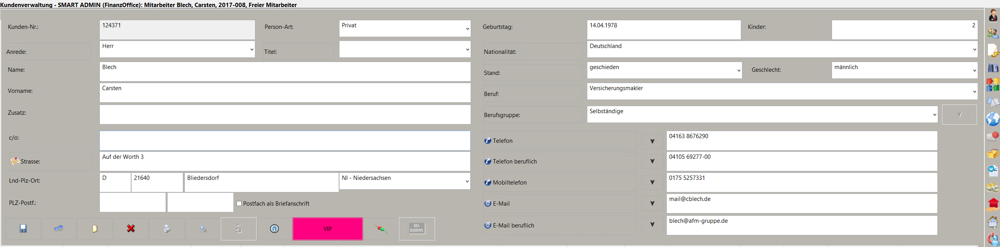 Kundenverwaltung - SMART ADMIN (FinanzOffice): Mitarbeiter Blech, Carsten, 2017-008, Freier Mitarbeiter
Kunden-Nr.: 124371 Person-Art: Privat Geburtstag: 14.04.1978 Kinder: 2
Anrede: Herr Titel: Nationalität: Deutschland
Name: Blech Stand: geschieden Geschlecht: männlich
Vorname: Carsten Beruf: Versicherungsmakler
Zusatz: Berufsgruppe: Selbständige
c/o: Telefon 04163 8676290
Strasse: Auf der Worth 3 Telefon beruflich 04105 69277-00
Lnd-Plz-Ort: D 21640 Bliedersdorf NI - Niedersachsen Mobiltelefon 0175 5257331
PLZ-Postf.: Postfach als Briefanschrift E-Mail mail@cblech.de
VIP EU-DSGVO E-Mail beruflich blech@afm-gruppe.de